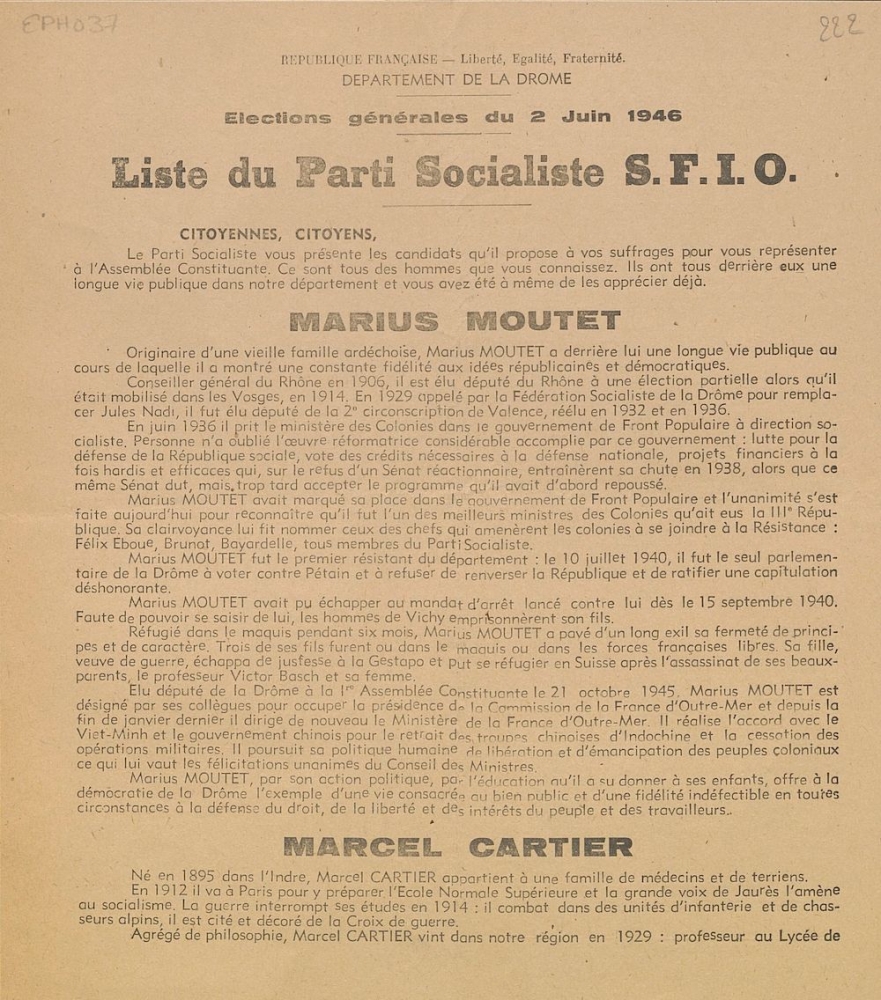 EPH037
222
REPUBLIQUE FRANÇAISE — Liberté, Egalité, Fraternité.
DEPARTEMENT DE LA DROME
Elections générales du 2 Juin 1946
Liste du Parti Socialiste S.F.I.O.
CITOYENNES, CITOYENS,
Le Parti Socialiste vous présente les candidats qu'il propose à vos suffrages pour vous représenter
à l'Assemblée Constituante. Ce sont tous des hommes que vous connaissez. Ils ont tous derrière eux une
longue vie publique dans notre département et vous avez été à même de les apprécier déjà.
MARIUS MOUTET
Originaire d'une vieille famille ardéchoise, Marius MOUTET a derrière lui une longue vie publique au
cours de laquelle il a montré une constante fidélité aux idées républicaines et démocratiques.
Conseiller général du Rhône en 1906, il est élu député du Rhône à une élection partielle alors qu'il
était mobilisé dans les Vosges, en 1914. En 1929 appelé par la Fédération Socialiste de la Drôme pour rempla-
cer Jules Nadi, il fut élu député de la 2e circonscription de Valence, réélu en 1932 et en 1936.
En juin 1936 il prit le ministère des Colonies dans le gouvernement de Front Populaire à direction so-
cialiste. Personne n'a oublié l'œuvre réformatrice considérable accomplie par ce gouvernement : lutte pour la
défense de la République sociale, vote des crédits nécessaires à la défense nationale, projets financiers à la
fois hardis et efficaces qui, sur le refus d'un Sénat réactionnaire, entraînèrent sa chute en 1938, alors que ce
même Sénat dut, mais trop tard accepter le programme qu'il avait d'abord repoussé.
Marius MOUTET avait marqué sa place dans le gouvernement de Front Populaire et l'unanimité s'est
faite aujourd'hui pour reconnaître qu'il fut l'un des meilleurs ministres des Colonies qu'ait eus la IIIe Répu-
blique. Sa clairvoyance lui fit nommer ceux des chefs qui amenèrent les colonies à se joindre à la Résistance :
Félix Eboue, Brunot, Bayardelle, tous membres du Parti Socialiste.
Marius MOUTET fut le premier résistant du département : le 10 juillet 1940, il fut le seul parlemen-
taire de la Drôme à voter contre Pétain et à refuser de renverser la République et de ratifier une capitulation
déshonorante.
Marius MOUTET avait pu échapper au mandat d'arrêt lancé contre lui dès le 15 septembre 1940.
Faute de pouvoir se saisir de lui, les hommes de Vichy emprisonnèrent son fils.
Réfugié dans le maquis pendant six mois, Marius MOUTET a pavé d'un long exil sa fermeté de princi-
pes et de caractère. Trois de ses fils furent ou dans le maquis ou dans les forces françaises libres. Sa fille,
veuve de guerre, échappa de justesse à la Gestapo et put se réfugier en Suisse après l'assassinat de ses beaux-
parents, le professeur Victor Basch et sa femme.
Elu député de la Drôme à la 1re Assemblée Constituante le 21 octobre 1945, Marius MOUTET est
désigné par ses collègues pour occuper la présidence de la Commission de la France d'Outre-Mer et depuis la
fin de janvier dernier il dirige de nouveau le Ministère de la France d'Outre-Mer. Il réalise l'accord avec le
Viet-Minh et le gouvernement chinois pour le retrait des troupes chinoises d'Indochine et la cessation des
opérations militaires. Il poursuit sa politique humaine de libération et d'émancipation des peuples coloniaux
ce qui lui vaut les félicitations unanimes du Conseil des Ministres.
Marius MOUTET, par son action politique, par l'éducation qu'il a su donner à ses enfants, offre à la
démocratie de la Drôme l'exemple d'une vie consacrée au bien public et d'une fidélité indéfectible en toutes
circonstances à la défense du droit, de la liberté et des intérêts du peuple et des travailleurs.
MARCEL CARTIER
Né en 1895 dans l'Indre, Marcel CARTIER appartient à une famille de médecins et de terriens.
En 1912 il va à Paris pour y préparer l'Ecole Normale Supérieure et la grande voix de Jaurès l'amène
au socialisme. La guerre interrompt ses études en 1914 : il combat dans des unités d'infanterie et de chas-
seurs alpins, il est cité et décoré de la Croix de guerre.
Agrégé de philosophie, Marcel CARTIER vint dans notre région en 1929 : professeur au Lycée de